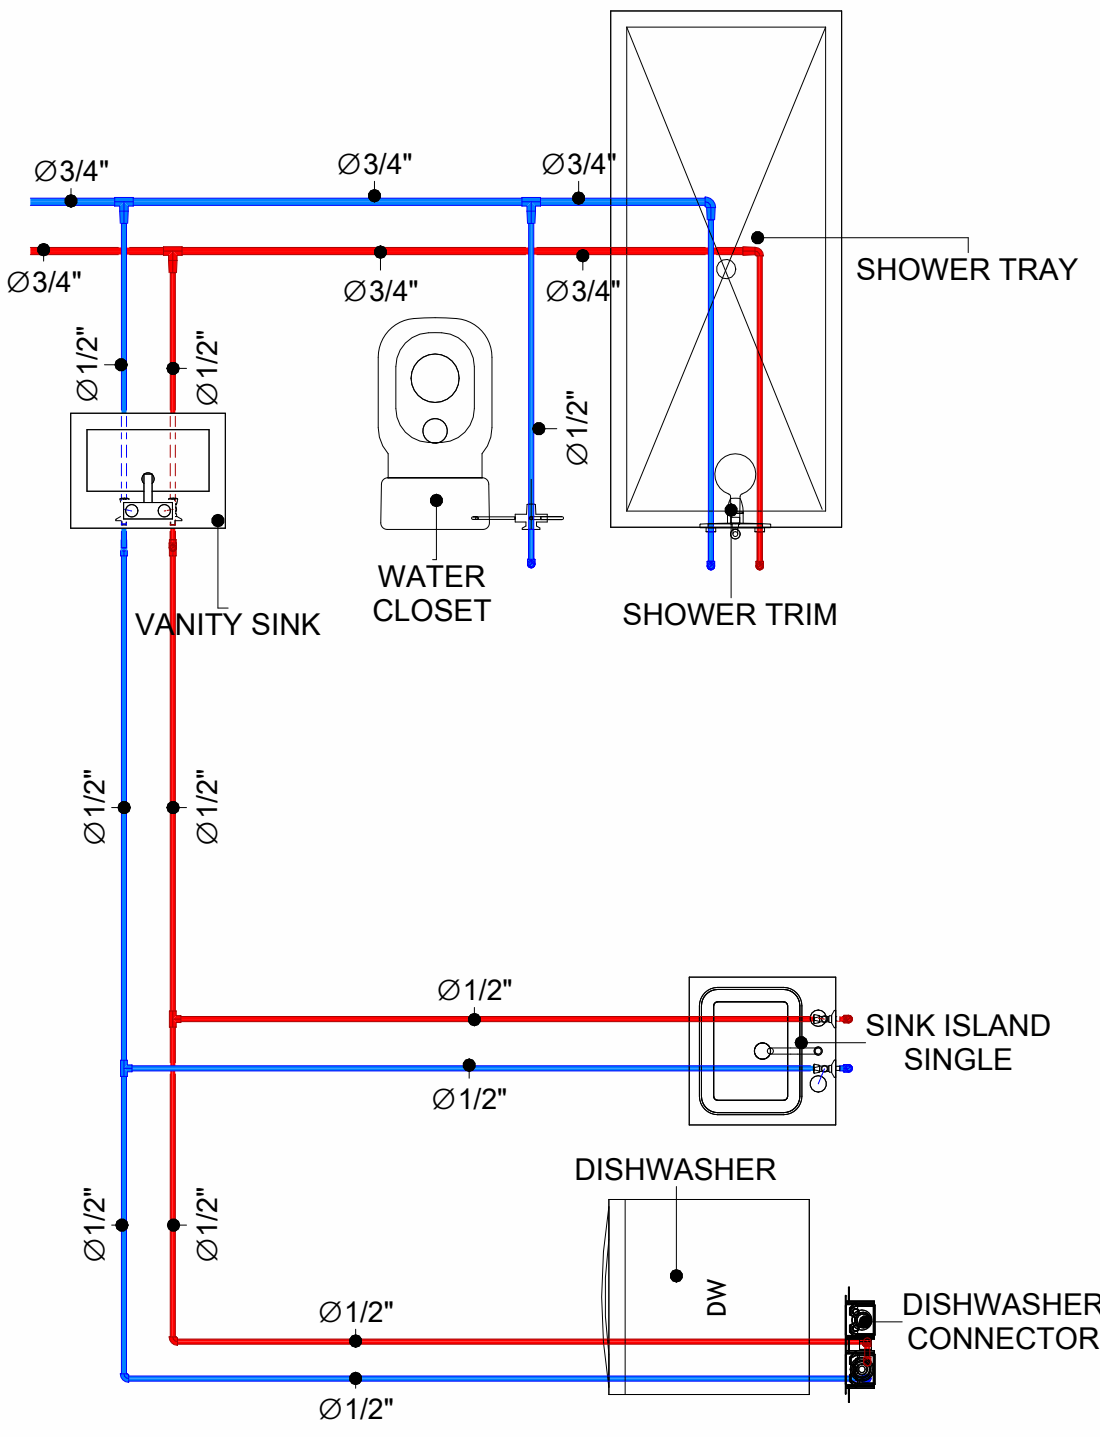 Ø3/4"
Ø3/4"
Ø3/4"
Ø3/4"
Ø3/4"
Ø3/4"
SHOWER TRAY
Ø1/2"
Ø1/2"
Ø1/2"
WATER
CLOSET
VANITY SINK
SHOWER TRIM
Ø1/2"
Ø1/2"
Ø1/2"
SINK ISLAND
SINGLE
Ø1/2"
DISHWASHER
Ø1/2"
Ø1/2"
DW
Ø1/2"
DISHWASHER
CONNECTOR
Ø1/2"